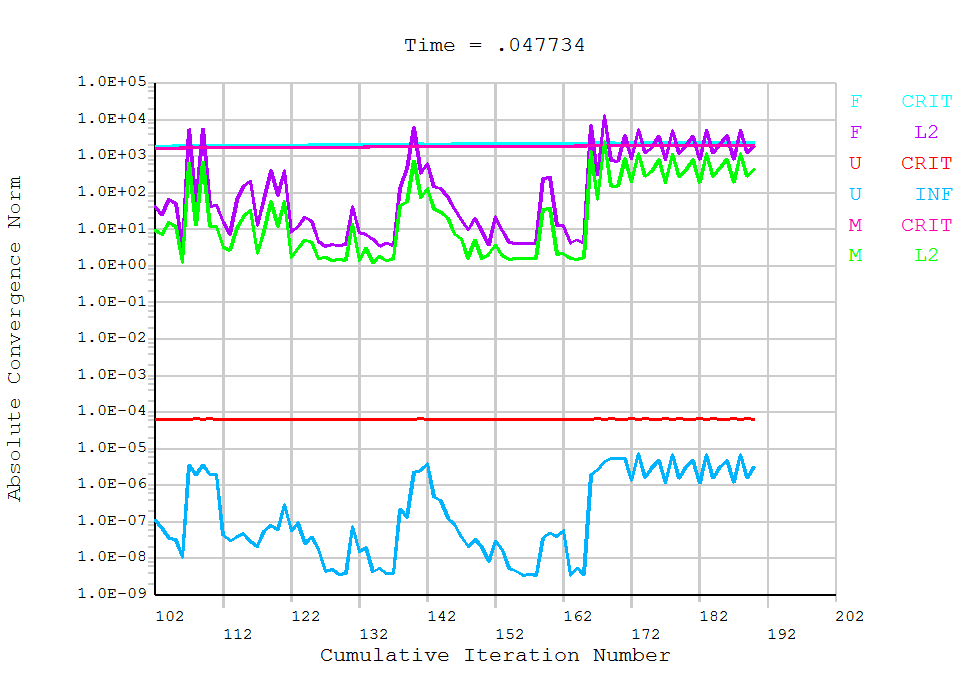 Time = .047734
1.0E+05
1.0E+04
1.0E+03
1.0E+02
1.0E+01
1.0E+00
1.0E-01
1.0E-02
1.0E-03
1.0E-04
1.0E-05
1.0E-06
1.0E-07
1.0E-08
1.0E-09
Absolute Convergence Norm
F CRIT
F L2
U CRIT
U INF
M CRIT
M L2
102 122 142 162 182 202
112 132 152 172 192
Cumulative Iteration Number